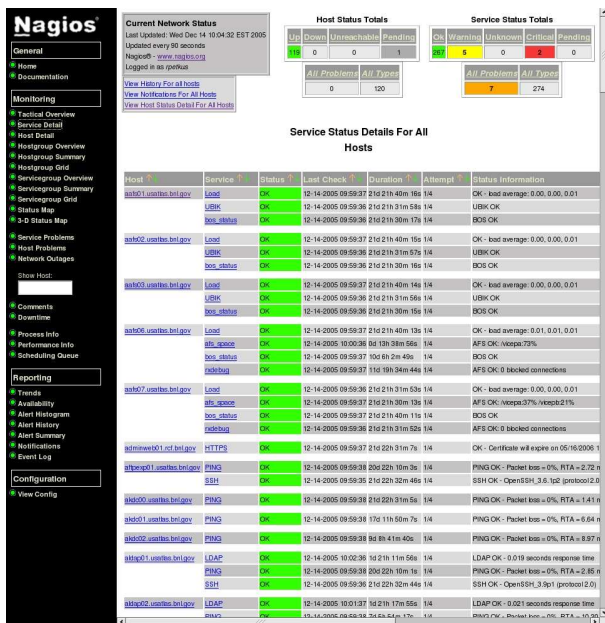 Nagios®
General
Home
Documentation
Monitoring
Tactical Overview
Service Detail
Host Detail
Hostgroup Overview
Hostgroup Summary
Hostgroup Grid
Servicegroup Overview
Servicegroup Summary
Servicegroup Grid
Status Map
3-D Status Map
Service Problems
Host Problems
Network Outages
Show Host:
Comments
Downtime
Process Info
Performance Info
Scheduling Queue
Reporting
Trends
Availability
Alert Histogram
Alert History
Alert Summary
Notifications
Event Log
Configuration
View Config
Current Network Status
Last Updated: Wed Dec 14 10:04:32 EST 2005
Updated every 90 seconds
Nagios® - www.nagios.org
Logged in as rpetkus
View History For all hosts
View Notifications For All Hosts
View Host Status Detail For All Hosts
Host Status Totals
Up Down Unreachable Pending
119 0 0 1
All Problems All Types
0 120
Service Status Totals
Ok Warning Unknown Critical Pending
267 5 0 2 0
All Problems All Types
7 274
Service Status Details For All
Hosts
Host Service Status Last Check Duration Attempt Status Information
aafs01.usatlas.bnl.gov Load OK 12-14-2005 09:59:37 21d 21h 40m 16s 1/4 OK - load average: 0.00, 0.00, 0.01
UBIK OK 12-14-2005 09:59:36 21d 21h 31m 58s 1/4 UBIK OK
bos_status OK 12-14-2005 09:59:36 21d 21h 30m 17s 1/4 BOS OK
aafs02.usatlas.bnl.gov Load OK 12-14-2005 09:59:37 21d 21h 40m 15s 1/4 OK - load average: 0.00, 0.00, 0.01
UBIK OK 12-14-2005 09:59:36 21d 21h 31m 57s 1/4 UBIK OK
bos_status OK 12-14-2005 09:59:36 21d 21h 30m 16s 1/4 BOS OK
aafs03.usatlas.bnl.gov Load OK 12-14-2005 09:59:36 21d 21h 40m 14s 1/4 OK - load average: 0.00, 0.00, 0.01
UBIK OK 12-14-2005 09:59:36 21d 21h 31m 56s 1/4 UBIK OK
bos_status OK 12-14-2005 09:59:36 21d 21h 30m 15s 1/4 BOS OK
aafs06.usatlas.bnl.gov Load OK 12-14-2005 09:59:37 21d 21h 40m 13s 1/4 OK - load average: 0.01, 0.01, 0.01
afs_space OK 12-14-2005 10:00:36 0d 13h 38m 56s 1/4 AFS OK: /vicepa:73%
bos_status OK 12-14-2005 09:59:37 10d 6h 2m 49s 1/4 BOS OK
rxdebug OK 12-14-2005 09:59:37 11d 19h 34m 44s 1/4 AFS OK: 0 blocked connections
aafs07.usatlas.bnl.gov Load OK 12-14-2005 09:59:36 21d 21h 31m 53s 1/4 OK - load average: 0.00, 0.00, 0.01
afs_space OK 12-14-2005 09:59:37 21d 21h 30m 13s 1/4 AFS OK: /vicepa:37% /vicepb:21%
bos_status OK 12-14-2005 09:59:37 21d 21h 40m 11s 1/4 BOS OK
rxdebug OK 12-14-2005 09:59:36 21d 21h 31m 52s 1/4 AFS OK: 0 blocked connections
adminweb01.rcf.bnl.gov HTTPS OK 12-14-2005 09:59:37 21d 22h 31m 7s 1/4 OK - Certificate will expire on 05/16/2006 1
aftpexp01.usatlas.bnl.gov PING OK 12-14-2005 09:59:38 20d 22h 10m 3s 1/4 PING OK - Packet loss = 0%, RTA = 2.72 m
SSH OK 12-14-2005 09:59:35 21d 22h 32m 46s 1/4 SSH OK - OpenSSH_3.6.1p2 (protocol 2.0
akdc00.usatlas.bnl.gov PING OK 12-14-2005 09:59:38 21d 22h 31m 5s 1/4 PING OK - Packet loss = 0%, RTA = 1.41 m
akdc01.usatlas.bnl.gov PING OK 12-14-2005 09:59:38 17d 11h 50m 7s 1/4 PING OK - Packet loss = 0%, RTA = 6.64 m
akdc02.usatlas.bnl.gov PING OK 12-14-2005 09:59:38 9d 8h 41m 40s 1/4 PING OK - Packet loss = 0%, RTA = 8.97 m
aldap01.usatlas.bnl.gov LDAP OK 12-14-2005 10:02:36 1d 21h 11m 56s 1/4 LDAP OK - 0.019 seconds response time
PING OK 12-14-2005 09:59:38 20d 22h 10m 1s 1/4 PING OK - Packet loss = 0%, RTA = 2.85 m
SSH OK 12-14-2005 09:59:36 21d 22h 32m 44s 1/4 SSH OK - OpenSSH_3.9p1 (protocol 2.0)
aldap02.usatlas.bnl.gov LDAP OK 12-14-2005 10:01:37 1d 21h 17m 55s 1/4 LDAP OK - 0.021 seconds response time
PING OK 12-14-2005 09:59:38 7d 5h 54m 17s 1/4 PING OK - Packet loss = 0%, RTA = 10.30